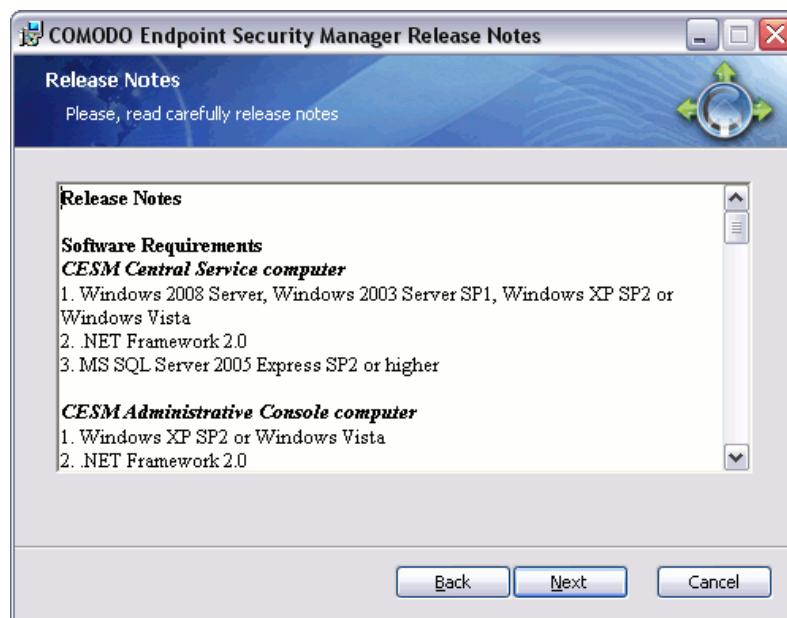 COMODO Endpoint Security Manager Release Notes
Release Notes
Please, read carefully release notes
Release Notes
Software Requirements
CESM Central Service computer
1. Windows 2008 Server, Windows 2003 Server SP1, Windows XP SP2 or
Windows Vista
2. .NET Framework 2.0
3. MS SQL Server 2005 Express SP2 or higher
CESM Administrative Console computer
1. Windows XP SP2 or Windows Vista
2. .NET Framework 2.0
Back Next Cancel